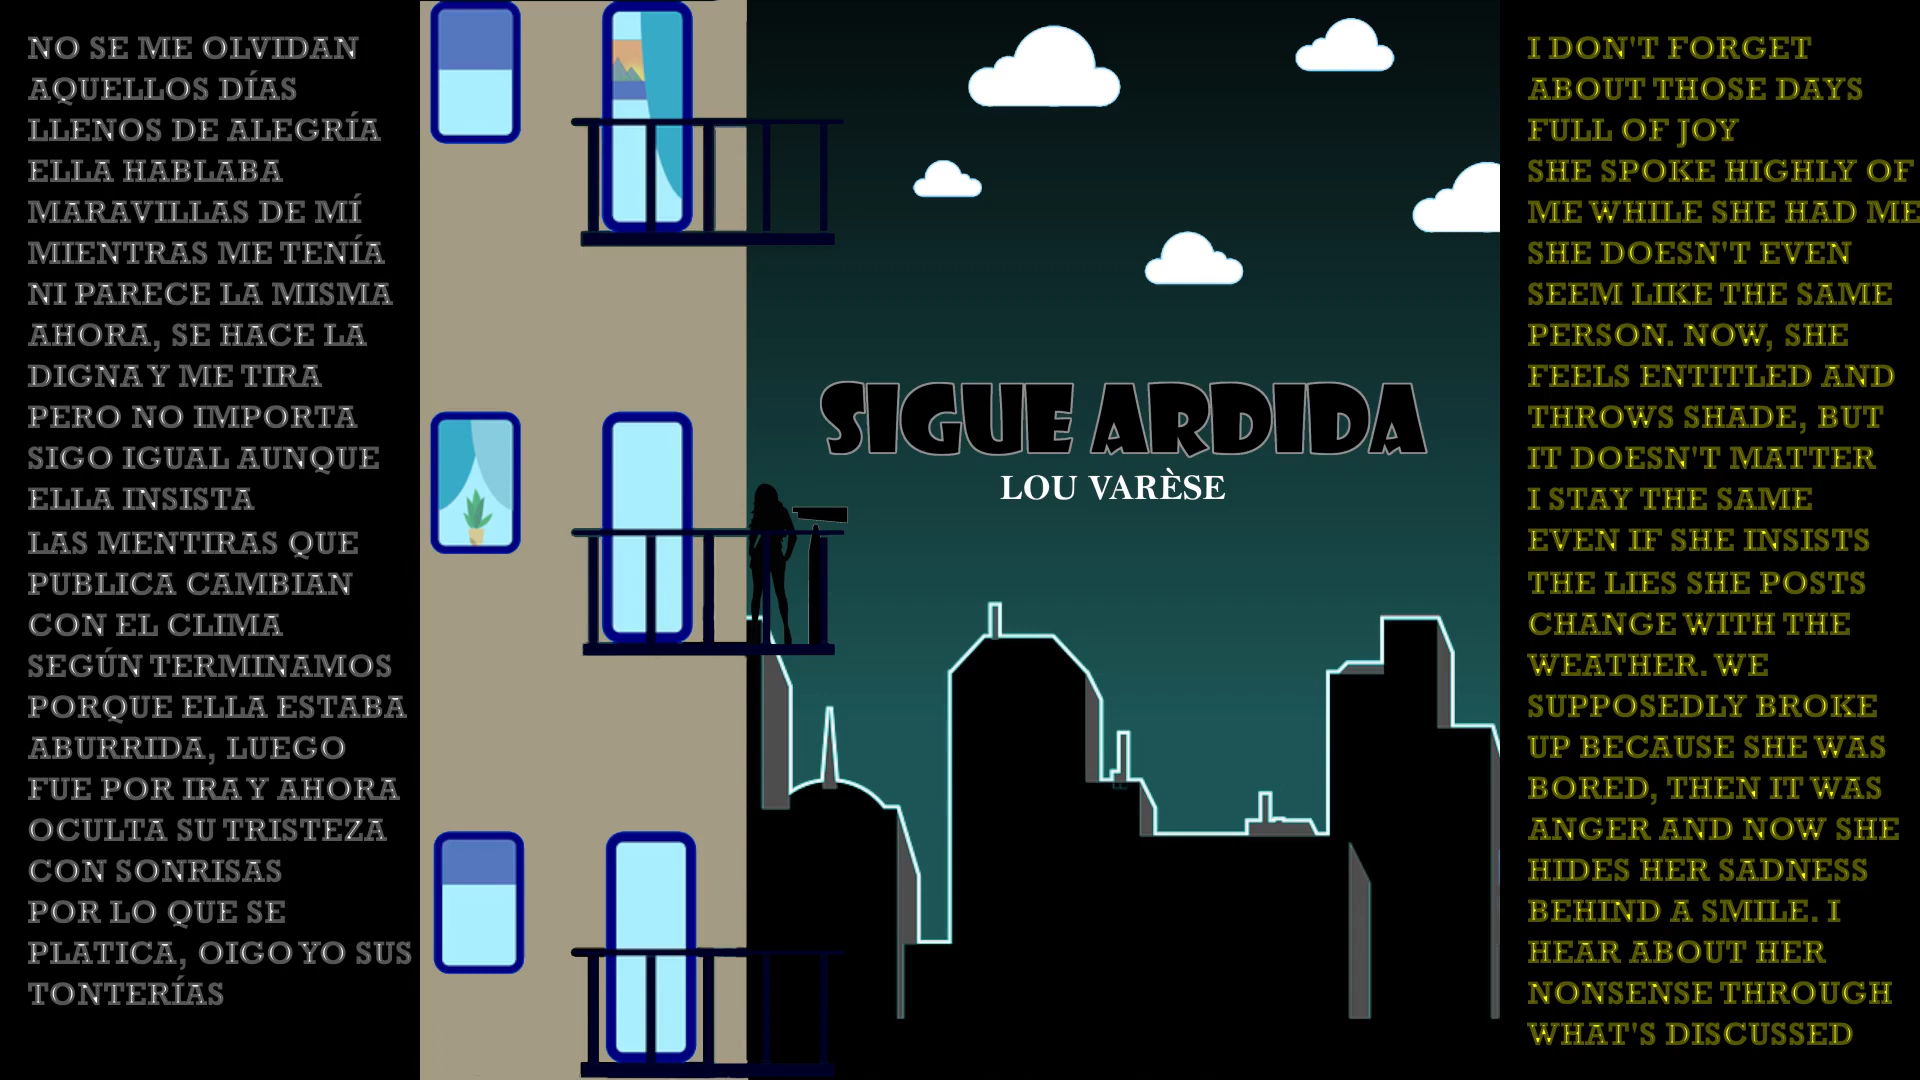 NO SE ME OLVIDAN
AQUELLOS DÍAS
LLENOS DE ALEGRÍA
ELLA HABLABA
MARAVILLAS DE MÍ
MIENTRAS ME TENÍA
NI PARECE LA MISMA
AHORA, SE HACE LA
DIGNA Y ME TIRA
PERO NO IMPORTA
SIGO IGUAL AUNQUE
ELLA INSISTA
LAS MENTIRAS QUE
PUBLICA CAMBIAN
CON EL CLIMA
SEGÚN TERMINAMOS
PORQUE ELLA ESTABA
ABURRIDA, LUEGO
FUE POR IRA Y AHORA
OCULTA SU TRISTEZA
CON SONRISAS
POR LO QUE SE
PLATICA, OIGO YO SUS
TONTERÍAS
SIGUE ARDIDA
LOU VARÈSE
I DON'T FORGET
ABOUT THOSE DAYS
FULL OF JOY
SHE SPOKE HIGHLY OF
ME WHILE SHE HAD ME
SHE DOESN'T EVEN
SEEM LIKE THE SAME
PERSON. NOW, SHE
FEELS ENTITLED AND
THROWS SHADE, BUT
IT DOESN'T MATTER
I STAY THE SAME
EVEN IF SHE INSISTS
THE LIES SHE POSTS
CHANGE WITH THE
WEATHER. WE
SUPPOSEDLY BROKE
UP BECAUSE SHE WAS
BORED, THEN IT WAS
ANGER AND NOW SHE
HIDES HER SADNESS
BEHIND A SMILE. I
HEAR ABOUT HER
NONSENSE THROUGH
WHAT'S DISCUSSED